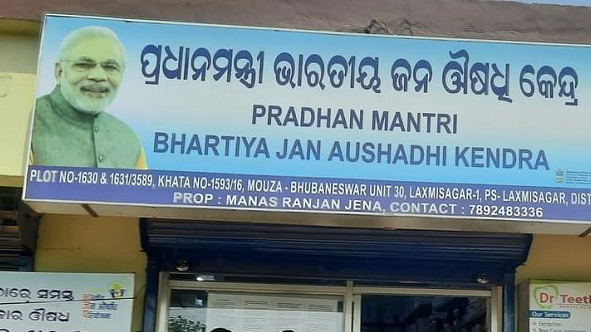 ପ୍ରଧାନମନ୍ତ୍ରୀ ଭାରତୀୟ ଜନ ଔଷଧି କେନ୍ଦ୍ର
PRADHAN MANTRI
BHARTIYA JAN AUSHADHI KENDRA
PLOT NO-1630 & 1631/3589, KHATA NO-1593/16, MOUZA - BHUBANESWAR UNIT 30, LAXMISAGAR-1, PS- LAXMISAGAR, DIST
PROP : MANAS RANJAN JENA, CONTACT : 7892483336
ାରେ ସମସ୍ତ
କାର ଔଷଧ
Dr Teeth
Our Services